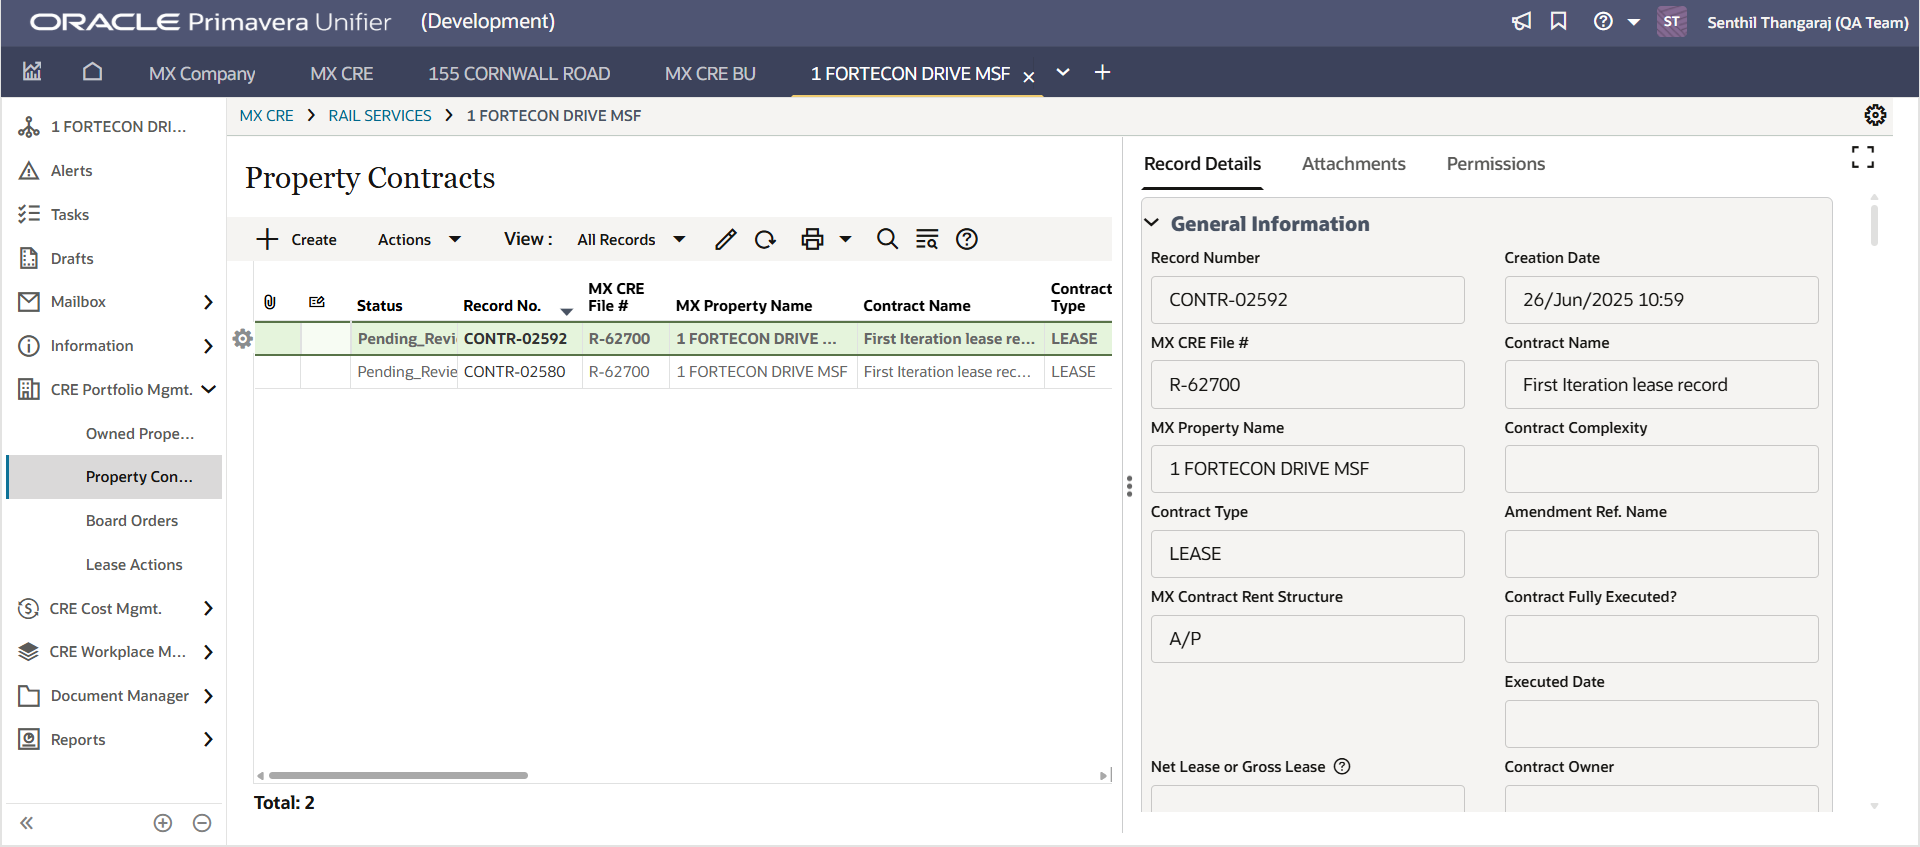 ORACLE Primavera Unifier (Development)
ST Senthil Thangaraj (QA Team)
MX Company MX CRE 155 CORNWALL ROAD MX CRE BU 1 FORTECON DRIVE MSF
1 FORTECON DRI...
Alerts
Tasks
Drafts
Mailbox
Information
CRE Portfolio Mgmt.
Owned Prope...
Property Con...
Board Orders
Lease Actions
CRE Cost Mgmt.
CRE Workplace M...
Document Manager
Reports
MX CRE RAIL SERVICES 1 FORTECON DRIVE MSF
Property Contracts
Create Actions View : All Records
Status Record No. MX CRE File # MX Property Name Contract Name Contract Type
Pending_Revi CONTR-02592 R-62700 1 FORTECON DRIVE ... First Iteration lease re... LEASE
Pending_Revie CONTR-02580 R-62700 1 FORTECON DRIVE MSF First Iteration lease rec... LEASE
Total: 2
Record Details Attachments Permissions
General Information
Record Number Creation Date
CONTR-02592 26/Jun/2025 10:59
MX CRE File # Contract Name
R-62700 First Iteration lease record
MX Property Name Contract Complexity
1 FORTECON DRIVE MSF
Contract Type Amendment Ref. Name
LEASE
MX Contract Rent Structure Contract Fully Executed?
A/P
Executed Date
Net Lease or Gross Lease Contract Owner